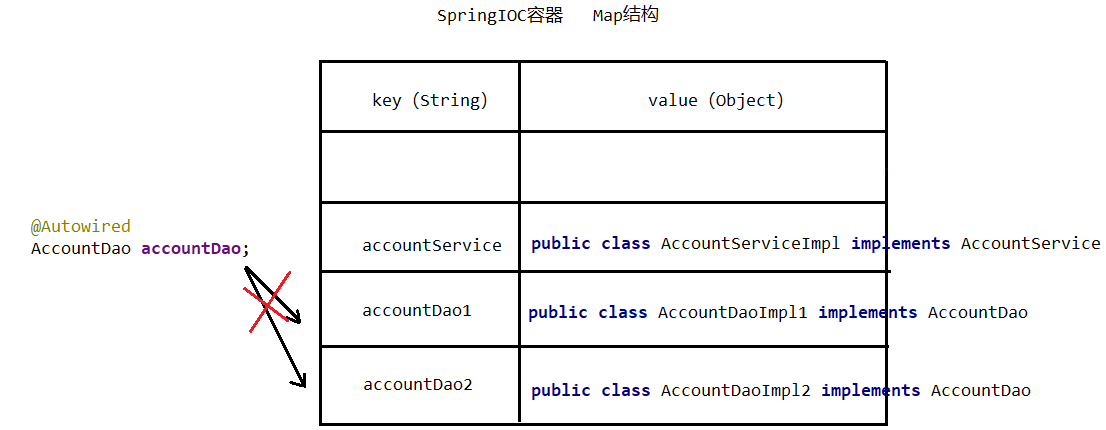 SpringIOC容器 Map结构
key（String） value（Object）
@Autowired
AccountDao accountDao;
accountService public class AccountServiceImpl implements AccountService
accountDao1 public class AccountDaoImpl1 implements AccountDao
accountDao2 public class AccountDaoImpl2 implements AccountDao